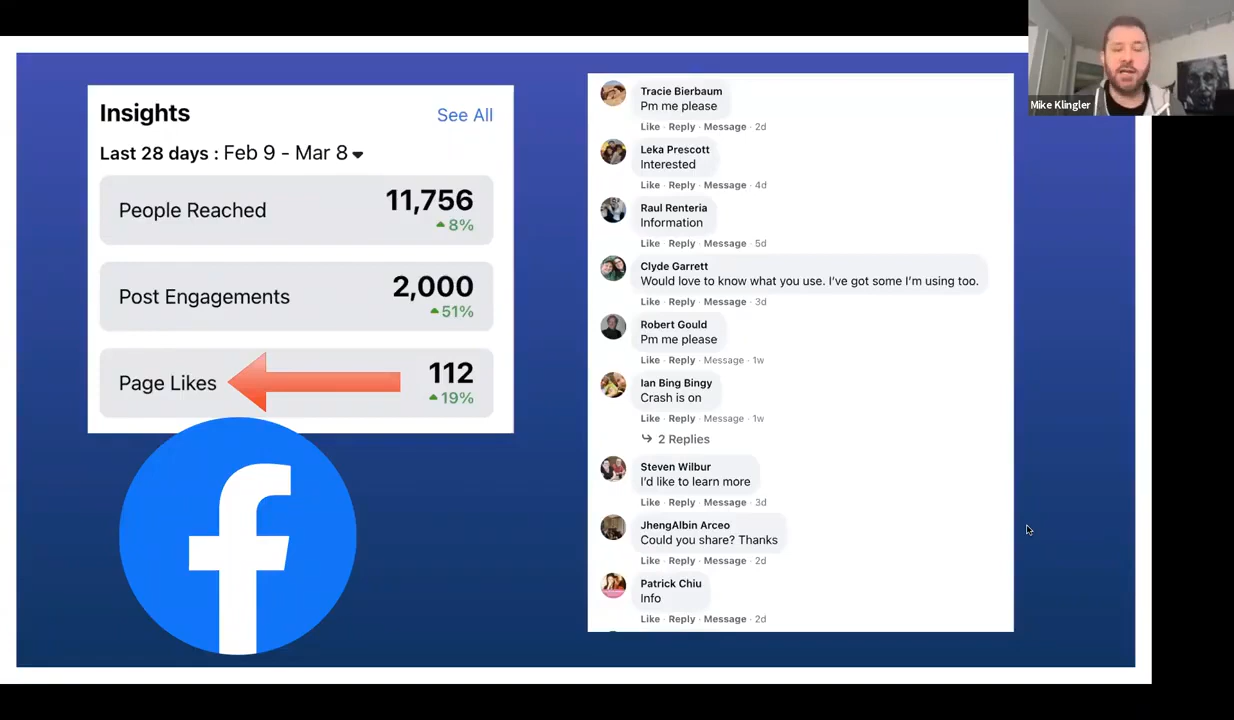 Insights
See All
Last 28 days : Feb 9 - Mar 8
People Reached
11,756
8%
Post Engagements
2,000
51%
Page Likes
112
19%
Tracie Bierbaum
Pm me please
Like · Reply · Message · 2d
Leka Prescott
Interested
Like · Reply · Message · 4d
Raul Renteria
Information
Like · Reply · Message · 5d
Clyde Garrett
Would love to know what you use. I've got some I'm using too.
Like · Reply · Message · 3d
Robert Gould
Pm me please
Like · Reply · Message · 1w
Ian Bing Bingy
Crash is on
Like · Reply · Message · 1w
2 Replies
Steven Wilbur
I'd like to learn more
Like · Reply · Message · 3d
JhengAlbin Arceo
Could you share? Thanks
Like · Reply · Message · 2d
Patrick Chiu
Info
Like · Reply · Message · 2d
Mike Klingler